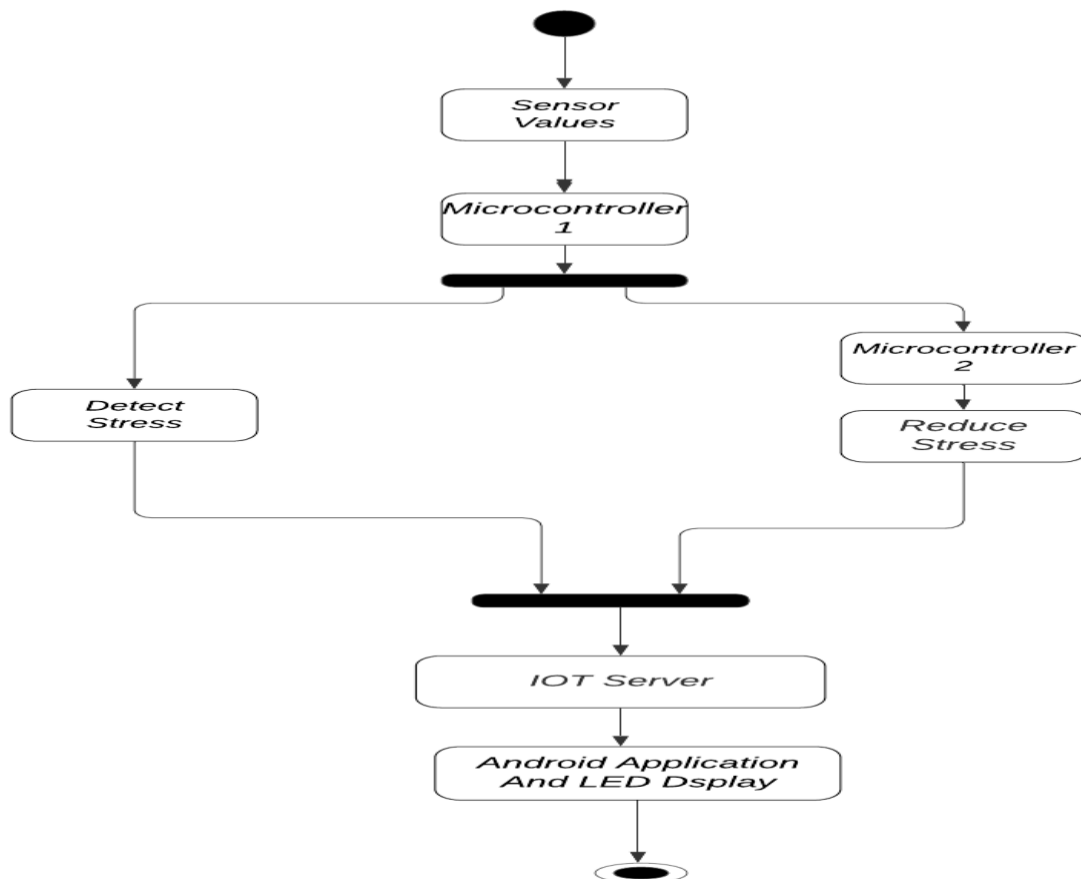 Sensor
Values
Microcontroller
1
Microcontroller
2
Detect
Stress
Reduce
Stress
IOT Server
Android Application
And LED Dsplay